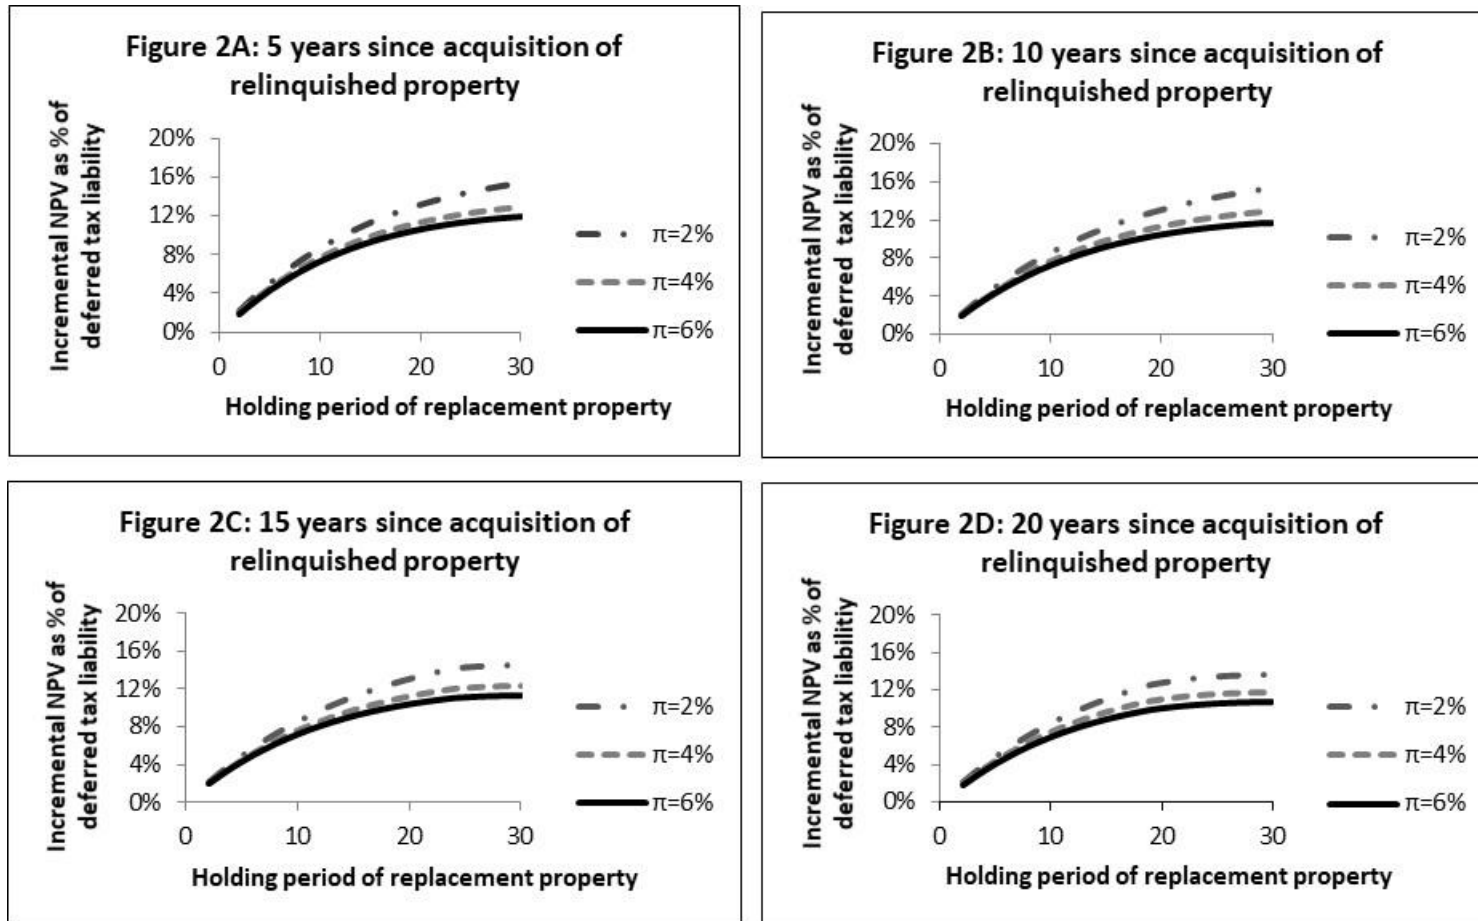 Figure 2A: 5 years since acquisition of
relinquished property
Incremental NPV as % of
deferred tax liability
20%
16%
12%
8%
4%
0%
0 10 20 30
Holding period of replacement property
π=2%
π=4%
π=6%
Figure 2B: 10 years since acquisition of
relinquished property
Incremental NPV as % of
deferred tax liability
20%
16%
12%
8%
4%
0%
0 10 20 30
Holding period of replacement property
π=2%
π=4%
π=6%
Figure 2C: 15 years since acquisition of
relinquished property
Incremental NPV as % of
deferred tax liability
20%
16%
12%
8%
4%
0%
0 10 20 30
Holding period of replacement property
π=2%
π=4%
π=6%
Figure 2D: 20 years since acquisition of
relinquished property
Incremental NPV as % of
deferred tax liability
20%
16%
12%
8%
4%
0%
0 10 20 30
Holding period of replacement property
π=2%
π=4%
π=6%